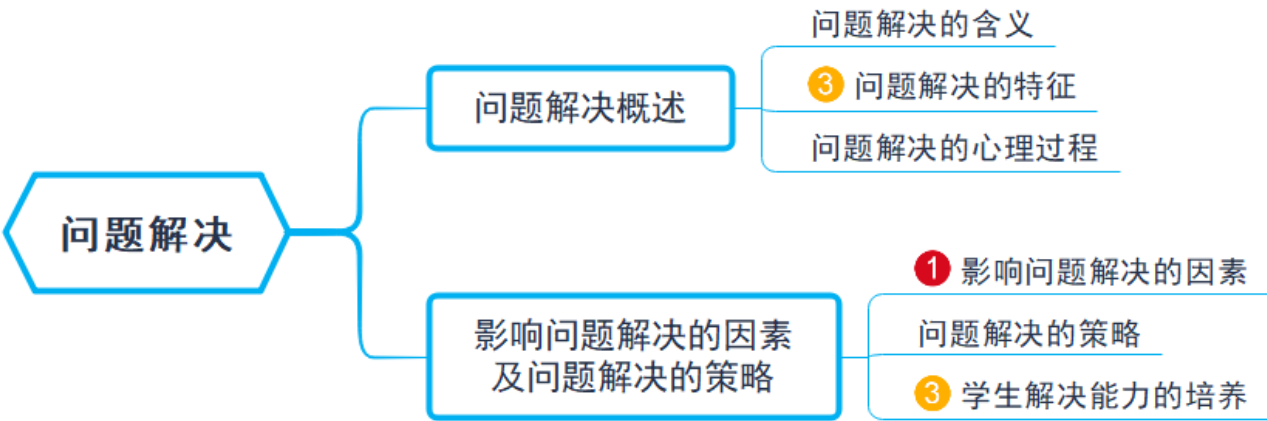 问题解决
问题解决概述
问题解决的含义
3 问题解决的特征
问题解决的心理过程
影响问题解决的因素
及问题解决的策略
1 影响问题解决的因素
问题解决的策略
3 学生解决能力的培养